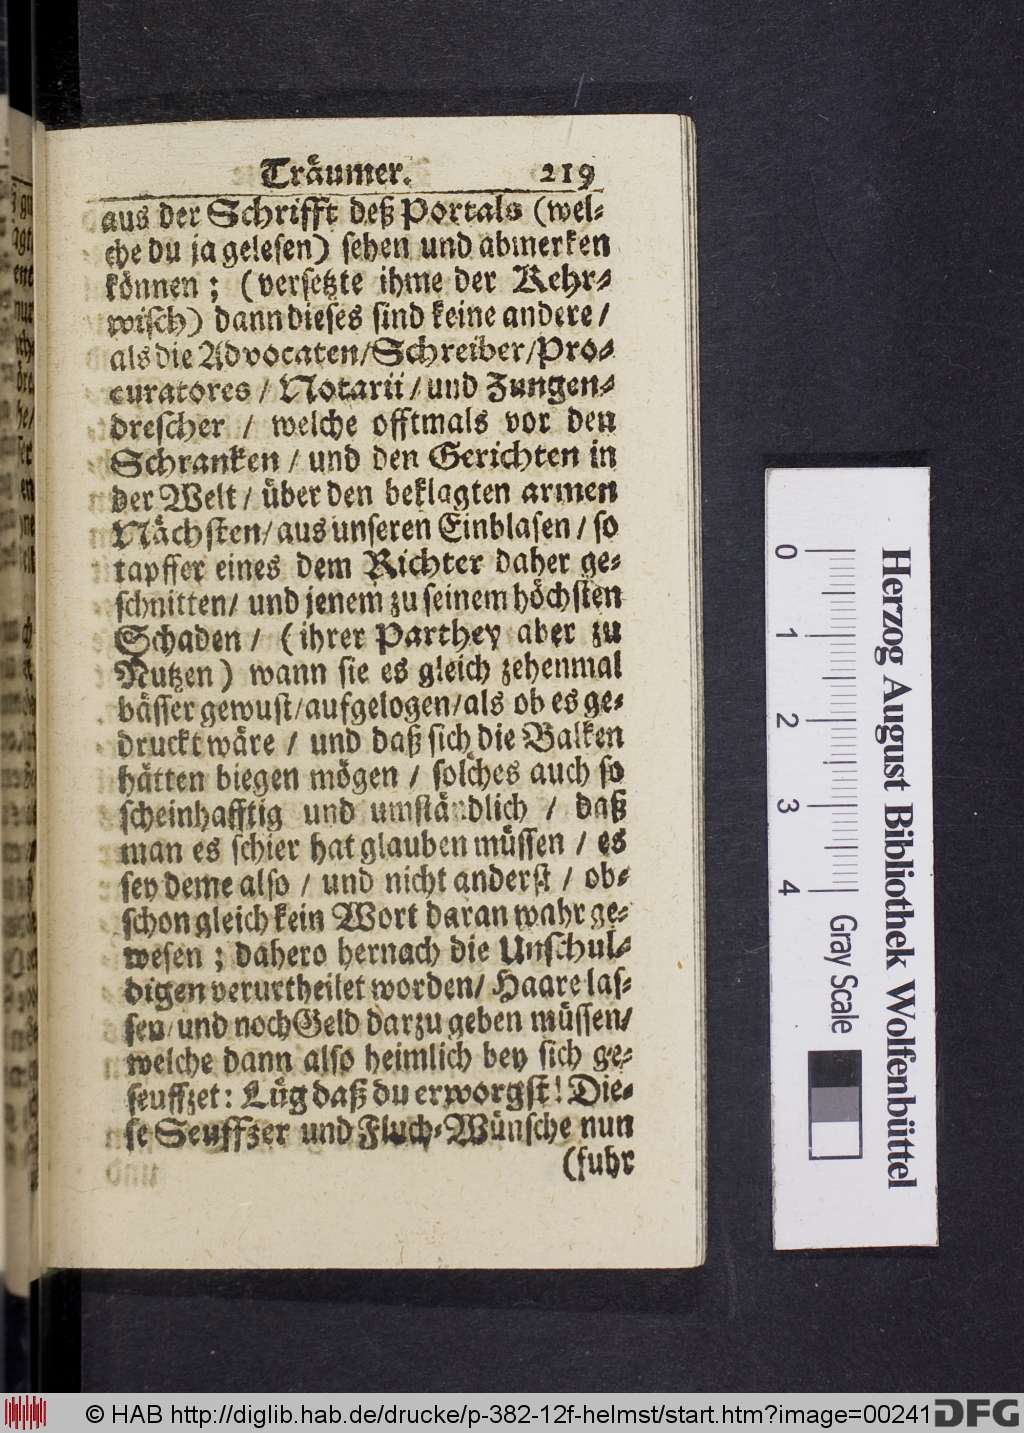 Träumer. 219
aus der Schrifft deß Portals (wel-
che du ja gelesen) sehen und abmerken
können ; (versetzte ihme der Kehr-
wisch) dann dieses sind keine andere /
als die Advocaten/Schreiber/Pro-
curatores / Notarii / und Zungen-
drescher / welche offtmals vor den
Schranken / und den Gerichten in
der Welt / über den beklagten armen
Nächsten/ aus unseren Einblasen / so
tapffer eines dem Richter daher ge-
schnitten/ und jenem zu seinem höchsten
Schaden / (ihrer Parthey aber zu
Nutzen) wann sie es gleich zehenmal
bässer gewust/aufgelogen/als ob es ge-
druckt wäre / und daß sich die Balken
hätten biegen mögen / solches auch so
scheinhafftig und umständlich / daß
man es schier hat glauben müssen / es
sey deme also / und nicht anderst / ob-
schon gleich kein Wort daran wahr ge-
wesen ; dahero hernach die Unschul-
digen verurtheilet worden/ Haare las-
sen/ und noch Geld darzu geben müssen/
welche dann also heimlich bey sich ge-
seuffzet: Lüg daß du erworgst! Die-
se Seuffzer und Fluch-Wünsche nun
(fuhr
Herzog August Bibliothek Wolfenbüttel
0 1 2 3 4 Gray Scale
© HAB http://diglib.hab.de/drucke/p-382-12f-helmst/start.htm?image=00241
DFG